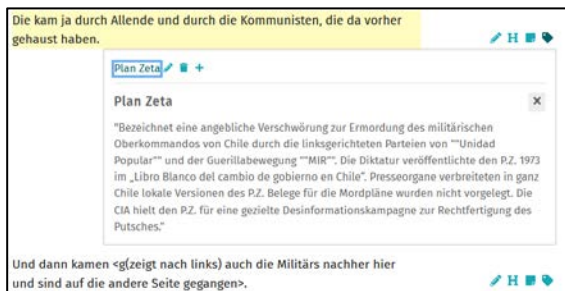 Die kam ja durch Allende und durch die Kommunisten, die da vorher
gehaust haben.
H
Plan Zeta
Plan Zeta
"Bezeichnet eine angebliche Verschwörung zur Ermordung des militärischen
Oberkommandos von Chile durch die linksgerichteten Parteien von ""Unidad
Popular"" und der Guerillabewegung ""MIR"". Die Diktatur veröffentlichte den P.Z. 1973
im „Libro Blanco del cambio de gobierno en Chile“. Presseorgane verbreiteten in ganz
Chile lokale Versionen des P.Z. Belege für die Mordpläne wurden nicht vorgelegt. Die
CIA hielt den P.Z. für eine gezielte Desinformationskampagne zur Rechtfertigung des
Putsches."
Und dann kamen <g(zeigt nach links) auch die Militärs nachher hier
und sind auf die andere Seite gegangen>.
H